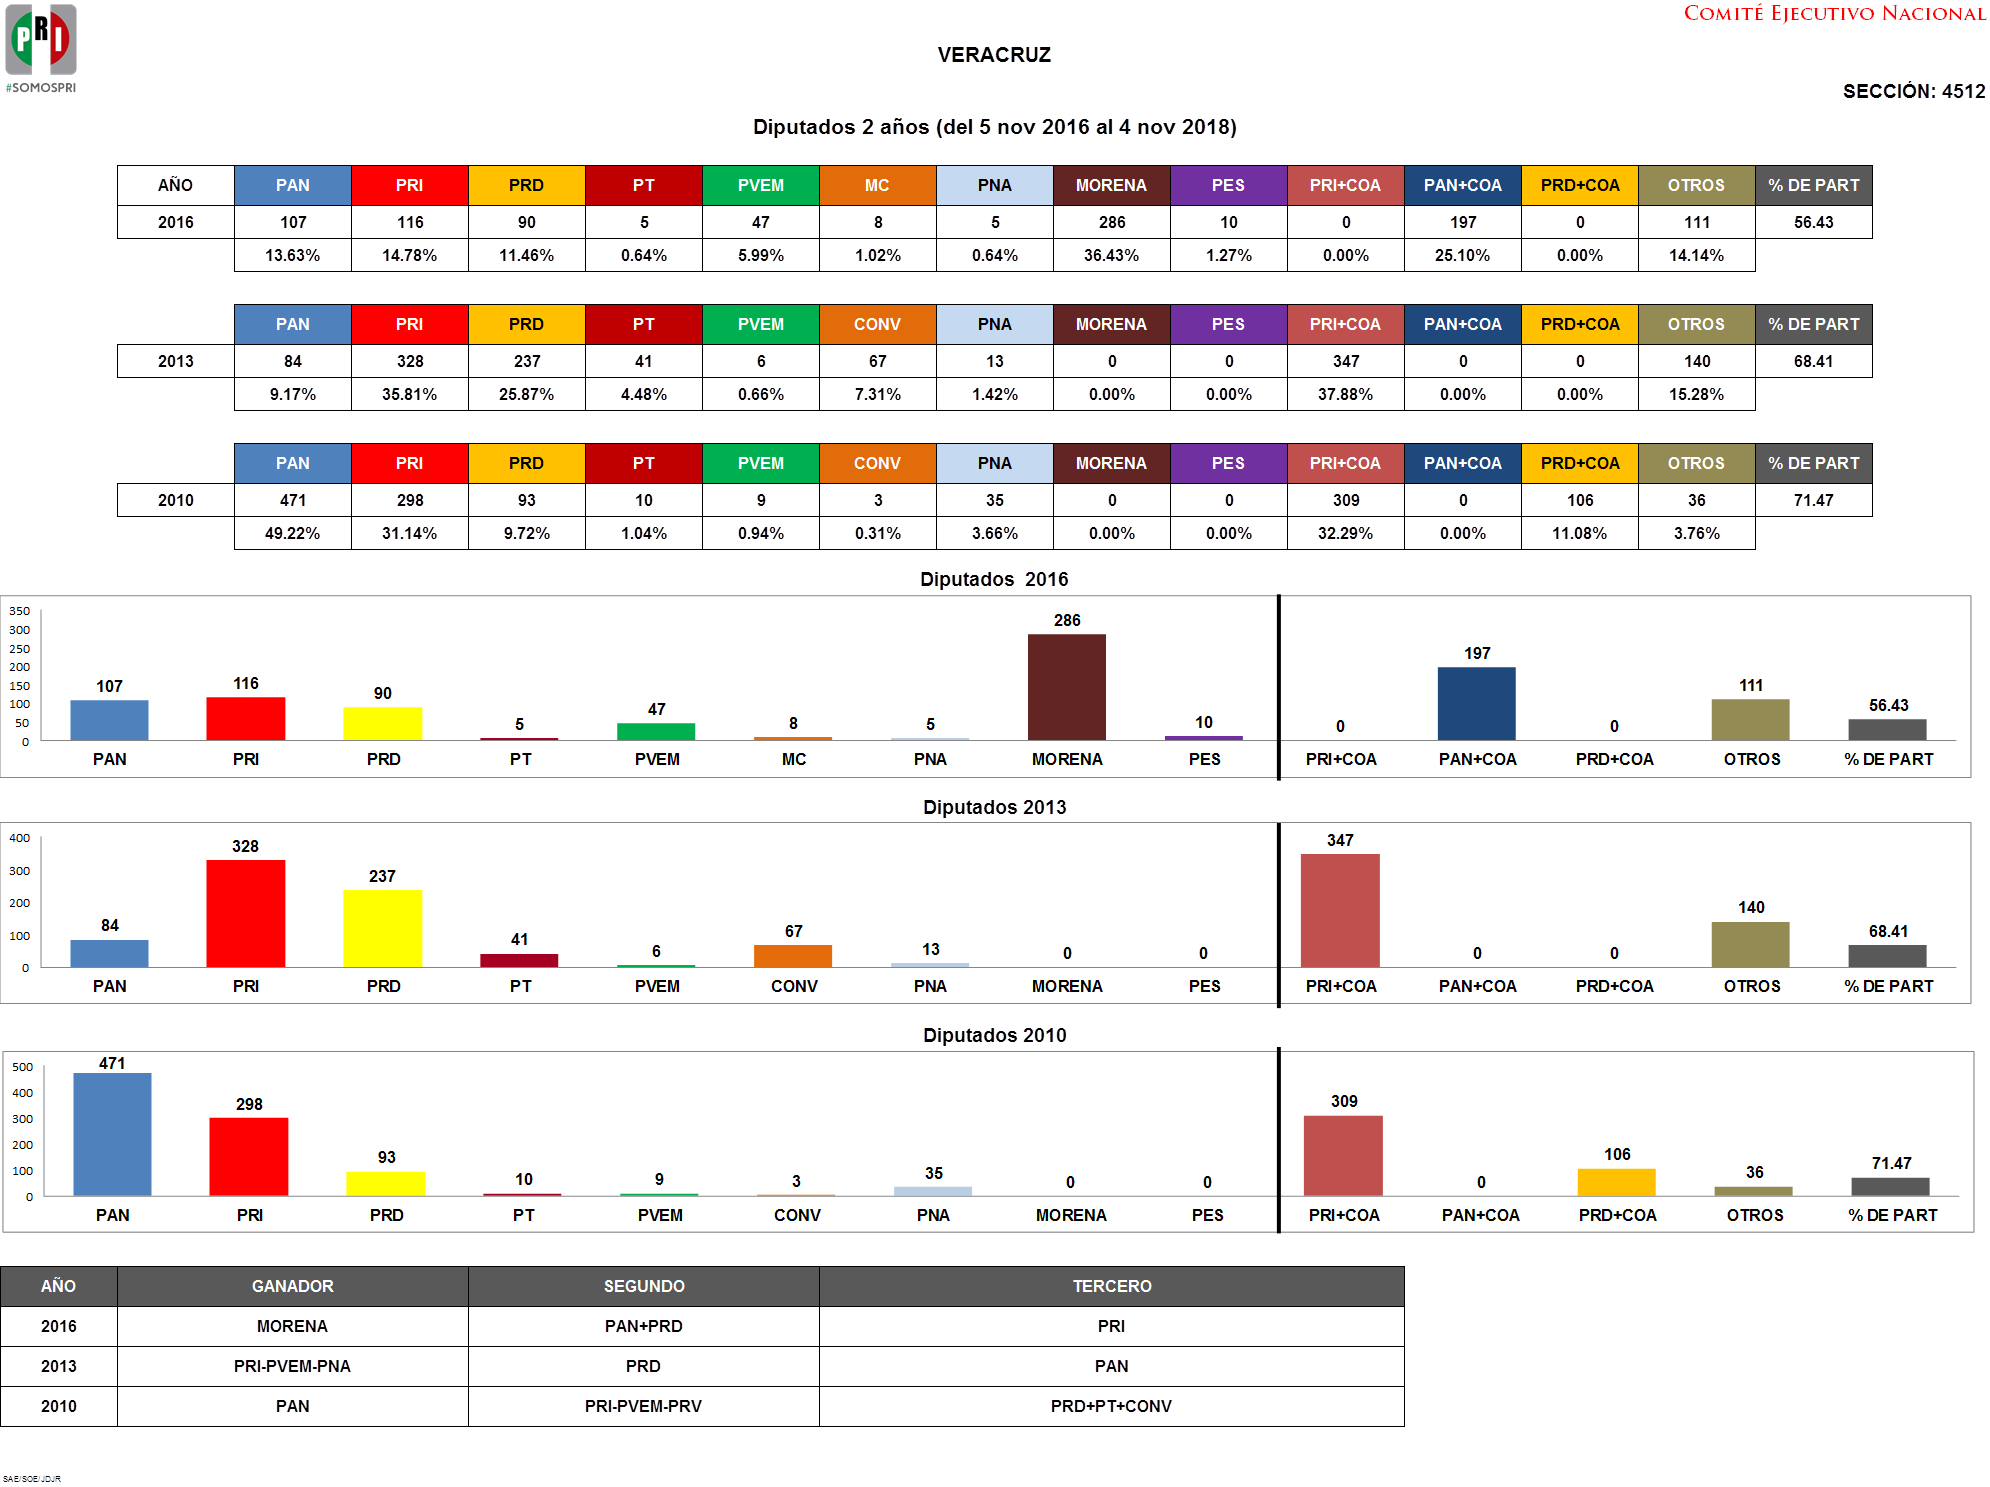 COMITÉ EJECUTIVO NACIONAL
PRI
#SOMOSPRI
VERACRUZ
SECCIÓN: 4512
Diputados 2 años (del 5 nov 2016 al 4 nov 2018)
AÑO PAN PRI PRD PT PVEM MC PNA MORENA PES PRI+COA PAN+COA PRD+COA OTROS % DE PART
2016 107 116 90 5 47 8 5 286 10 0 197 0 111 56.43
13.63% 14.78% 11.46% 0.64% 5.99% 1.02% 0.64% 36.43% 1.27% 0.00% 25.10% 0.00% 14.14%
PAN PRI PRD PT PVEM CONV PNA MORENA PES PRI+COA PAN+COA PRD+COA OTROS % DE PART
2013 84 328 237 41 6 67 13 0 0 347 0 0 140 68.41
9.17% 35.81% 25.87% 4.48% 0.66% 7.31% 1.42% 0.00% 0.00% 37.88% 0.00% 0.00% 15.28%
PAN PRI PRD PT PVEM CONV PNA MORENA PES PRI+COA PAN+COA PRD+COA OTROS % DE PART
2010 471 298 93 10 9 3 35 0 0 309 0 106 36 71.47
49.22% 31.14% 9.72% 1.04% 0.94% 0.31% 3.66% 0.00% 0.00% 32.29% 0.00% 11.08% 3.76%
Diputados 2016
350
300
250
200
150
100
50
0
107 116 90 5 47 8 5 286 10 0 197 0 111 56.43
PAN PRI PRD PT PVEM MC PNA MORENA PES PRI+COA PAN+COA PRD+COA OTROS % DE PART
Diputados 2013
400
300
200
100
0
84 328 237 41 6 67 13 0 0 347 0 0 140 68.41
PAN PRI PRD PT PVEM CONV PNA MORENA PES PRI+COA PAN+COA PRD+COA OTROS % DE PART
Diputados 2010
500
400
300
200
100
0
471 298 93 10 9 3 35 0 0 309 0 106 36 71.47
PAN PRI PRD PT PVEM CONV PNA MORENA PES PRI+COA PAN+COA PRD+COA OTROS % DE PART
AÑO GANADOR SEGUNDO TERCERO
2016 MORENA PAN+PRD PRI
2013 PRI-PVEM-PNA PRD PAN
2010 PAN PRI-PVEM-PRV PRD+PT+CONV
SAE/SOE/JDJR